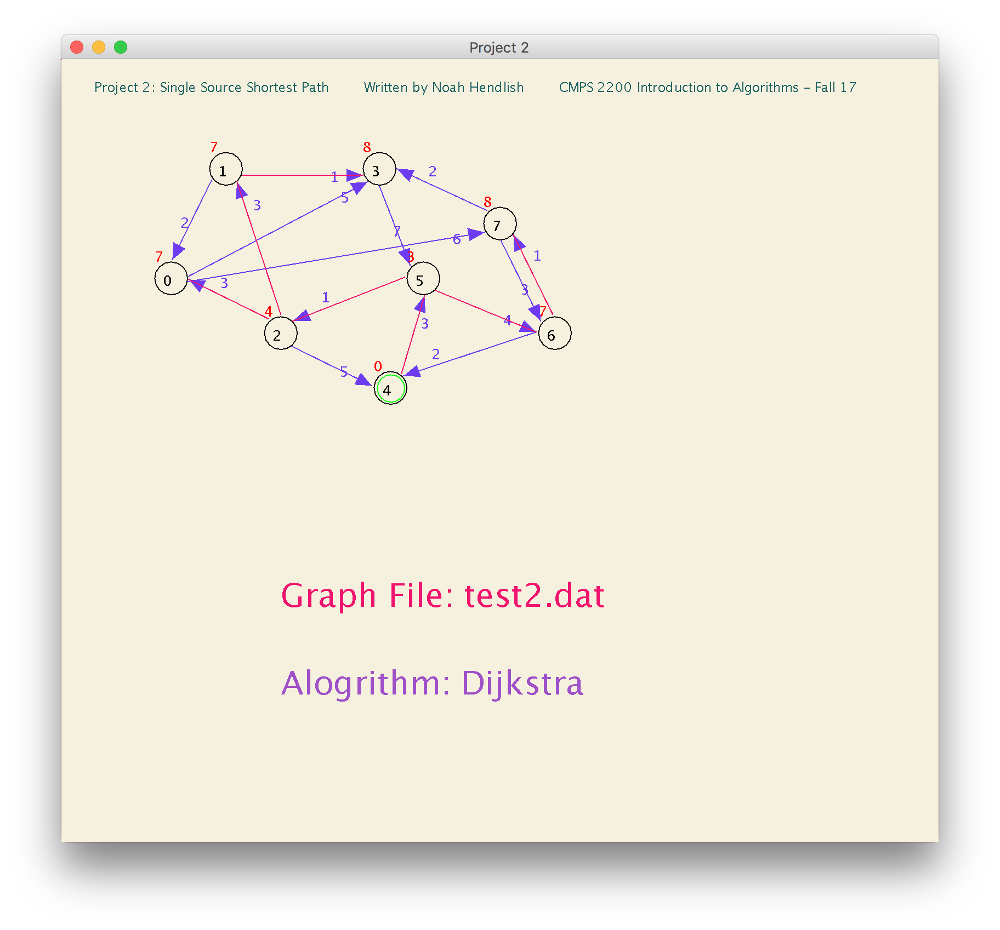 Project 2
Project 2: Single Source Shortest Path Written by Noah Hendlish CMPS 2200 Introduction to Algorithms – Fall 17
7 8
1 3
1 2
5
8
3
7
2
7 6
7 3 1
0 5
3
1 3
4 7
4
2 3 6
2
5 0
4
Graph File: test2.dat
Alogrithm: Dijkstra